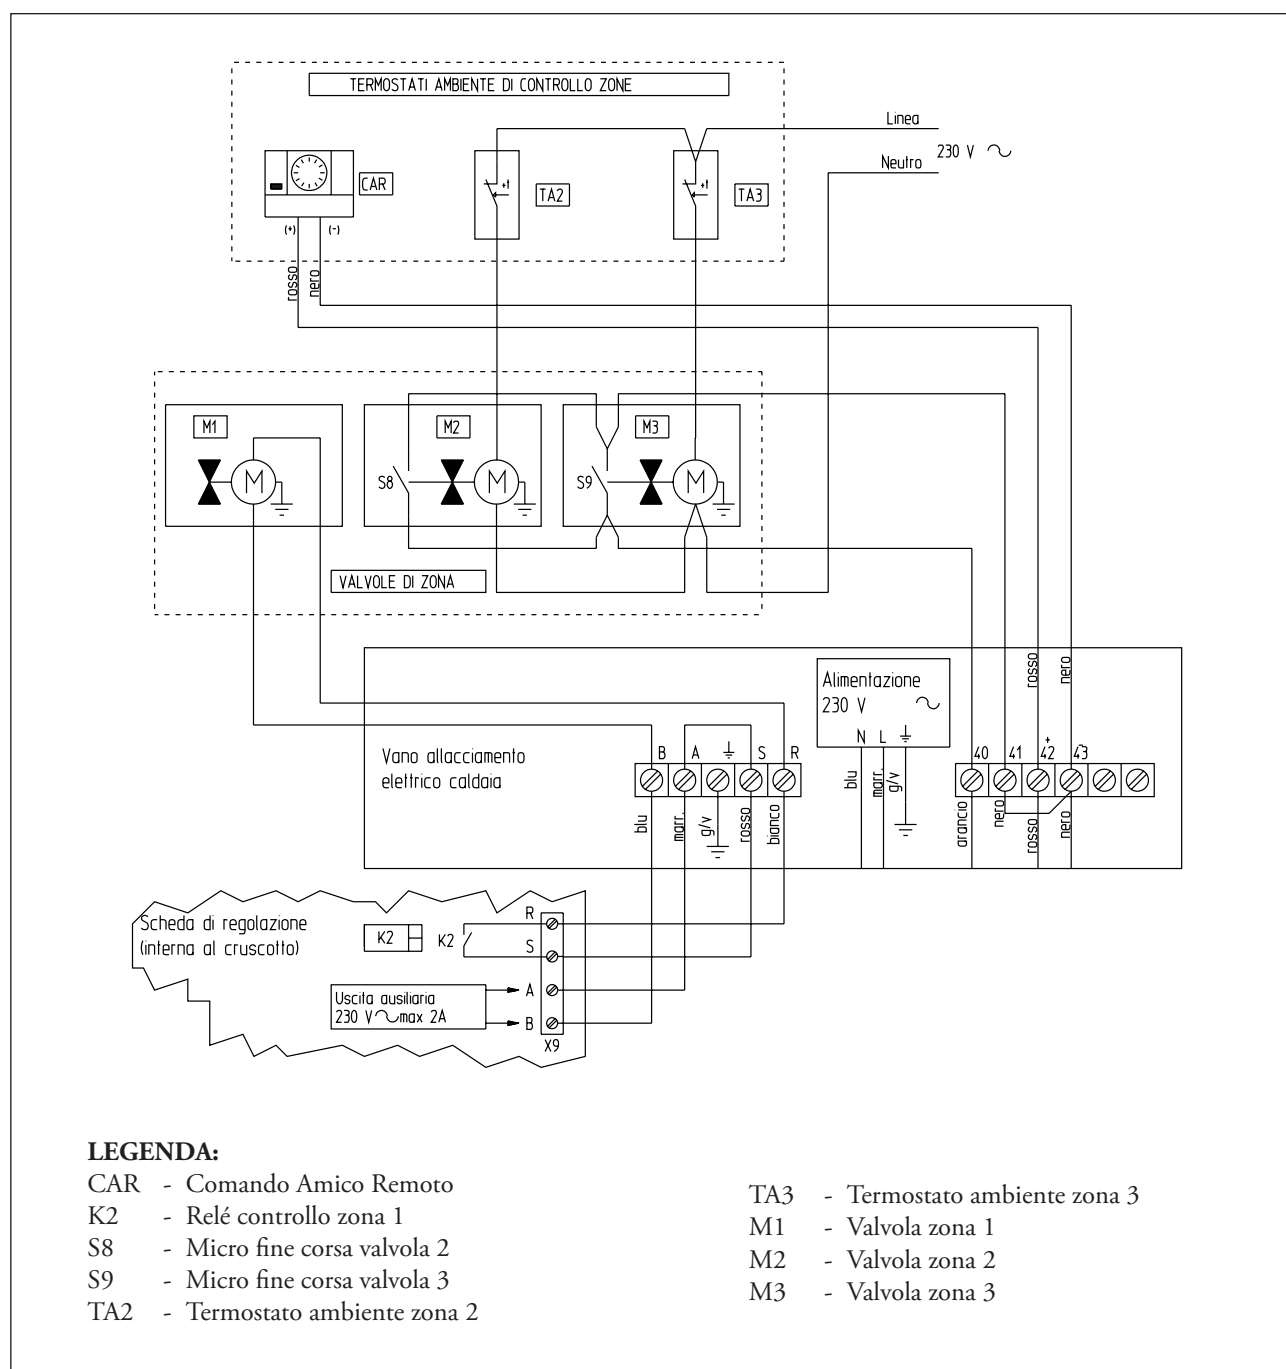 TERMOSTATI AMBIENTE DI CONTROLLO ZONE
Linea
230 V
Neutro
CAR
TA2
TA3
(+)
(-)
rosso
nero
M1
M2
M3
M
M
M
S8
S9
VALVOLE DI ZONA
rosso
nero
Alimentazione
230 V
N L
Vano allacciamento
elettrico caldaia
B A S R
40 41 42 43
+
-
blu
marr.
g/v
blu
marr.
g/v
rosso
bianco
arancio
nero
rosso
nero
Scheda di regolazione
(interna al cruscotto)
K2
K2
R
S
A
B
X9
Uscita ausiliaria
230 V max 2A
+t
+t
LEGENDA:
CAR - Comando Amico Remoto
K2 - Relé controllo zona 1
S8 - Micro fine corsa valvola 2
S9 - Micro fine corsa valvola 3
TA2 - Termostato ambiente zona 2
TA3 - Termostato ambiente zona 3
M1 - Valvola zona 1
M2 - Valvola zona 2
M3 - Valvola zona 3